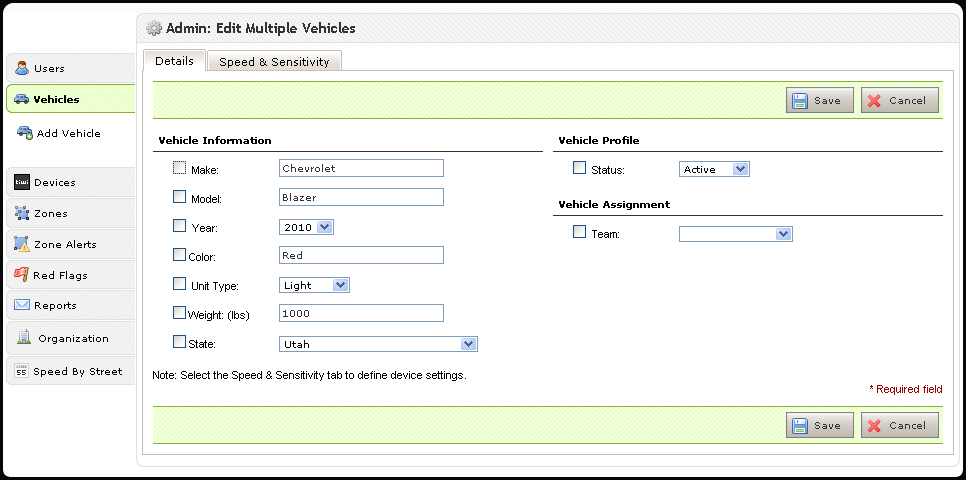 Admin: Edit Multiple Vehicles
Details
Speed & Sensitivity
Users
Vehicles
Add Vehicle
tiwi Devices
Zones
Zone Alerts
Red Flags
Reports
Organization
55 Speed By Street
Save
Cancel
Vehicle Information
Make: Chevrolet
Model: Blazer
Year: 2010
Color: Red
Unit Type: Light
Weight: (lbs) 1000
State: Utah
Vehicle Profile
Status: Active
Vehicle Assignment
Team:
Note: Select the Speed & Sensitivity tab to define device settings.
* Required field
Save
Cancel